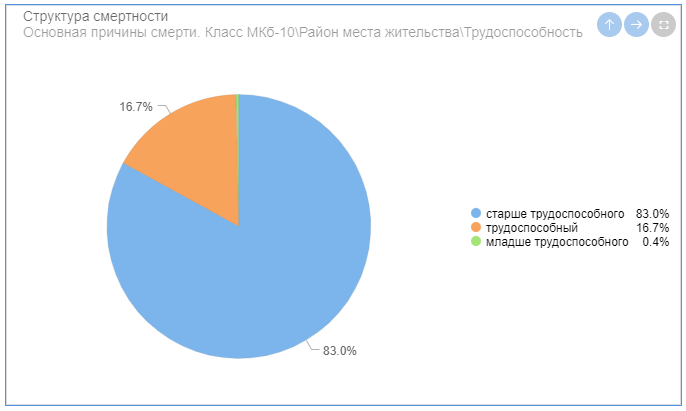 Структура смертности
Основная причины смерти. Класс МКб-10\Район места жительства\Трудоспособность
16.7%
старше трудоспособного 83.0%
трудоспособный 16.7%
младше трудоспособного 0.4%
83.0%